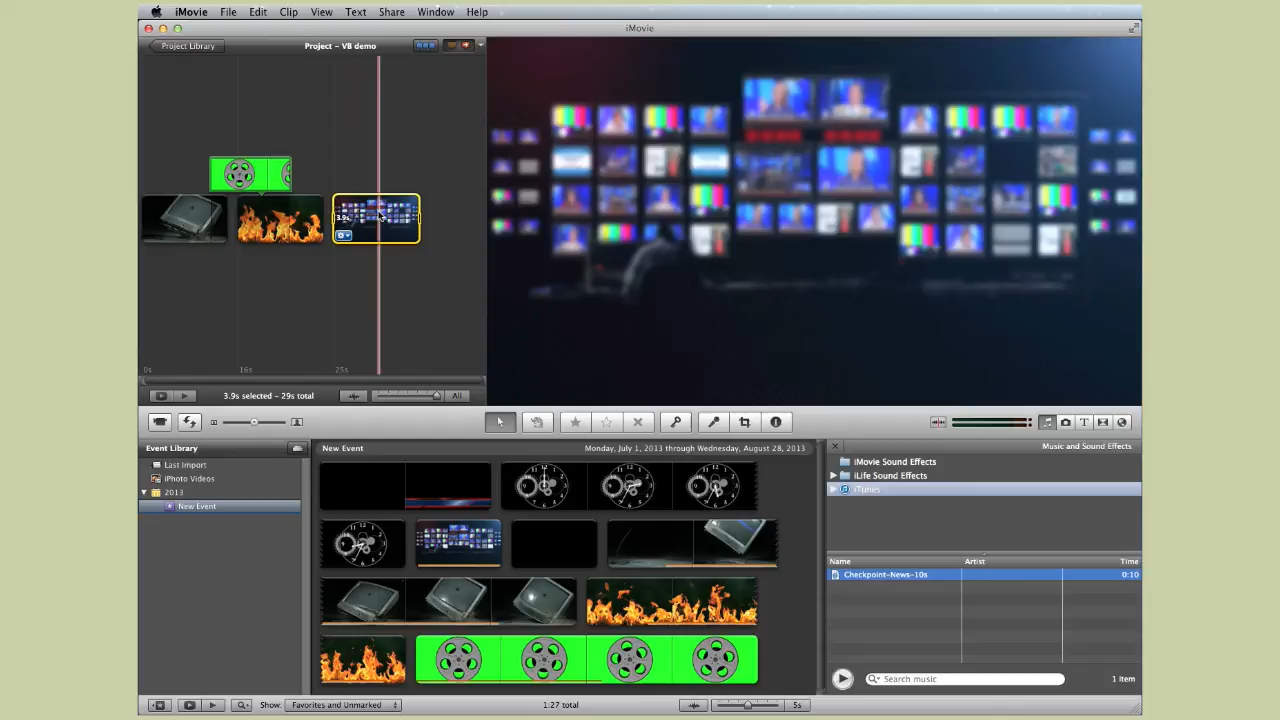 iMovie File Edit Clip View Text Share Window Help
iMovie
Project Library
Project - VB demo
3.9s
0s 16s 25s
3.9s selected - 29s total
All
Event Library
New Event
Monday, July 1, 2013 through Wednesday, August 28, 2013
Music and Sound Effects
Last Import
iPhoto Videos
2013
New Event
iMovie Sound Effects
iLife Sound Effects
iTunes
Name Artist Time
Checkpoint-News-10s 0:10
Search music
1 item
Show: Favorites and Unmarked
1:27 total
5s